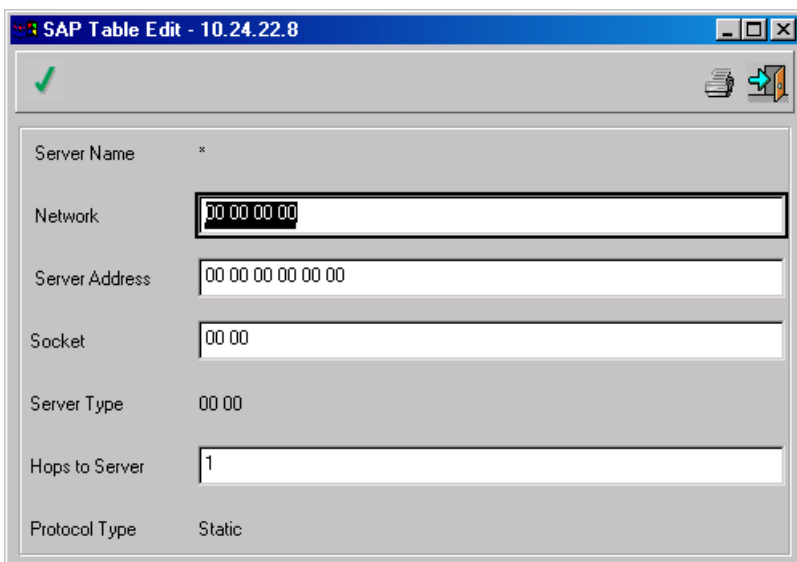 SAP Table Edit - 10.24.22.8
Server Name *
Network 00 00 00 00
Server Address 00 00 00 00 00 00
Socket 00 00
Server Type 00 00
Hops to Server 1
Protocol Type Static